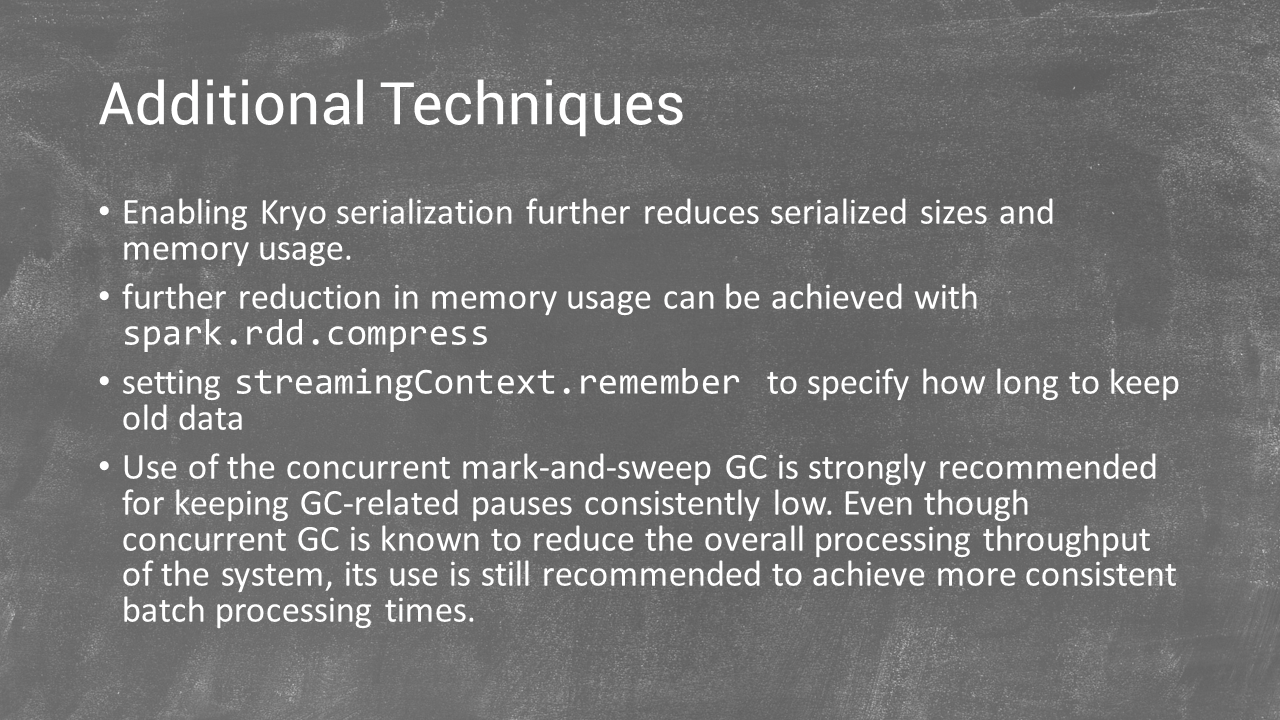 Additional Techniques
• Enabling Kryo serialization further reduces serialized sizes and
memory usage.
• further reduction in memory usage can be achieved with
spark.rdd.compress
• setting streamingContext.remember to specify how long to keep
old data
• Use of the concurrent mark-and-sweep GC is strongly recommended
for keeping GC-related pauses consistently low. Even though
concurrent GC is known to reduce the overall processing throughput
of the system, its use is still recommended to achieve more consistent
batch processing times.